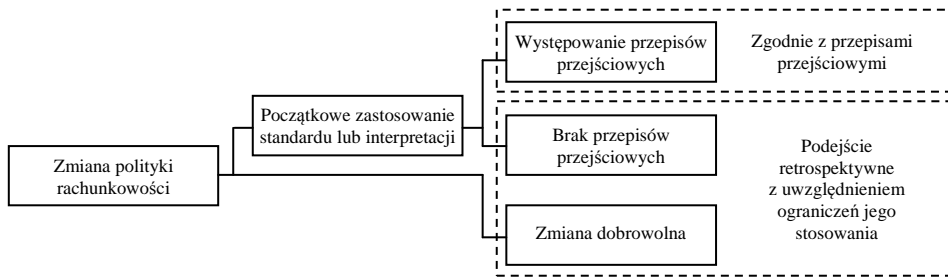 Występowanie przepisów
przejściowych
Zgodnie z przepisami
przejściowymi
Początkowe zastosowanie
standardu lub interpretacji
Brak przepisów
przejściowych
Zmiana polityki
rachunkowości
Podejście
retrospektywne
z uwzględnieniem
ograniczeń jego
stosowania
Zmiana dobrowolna